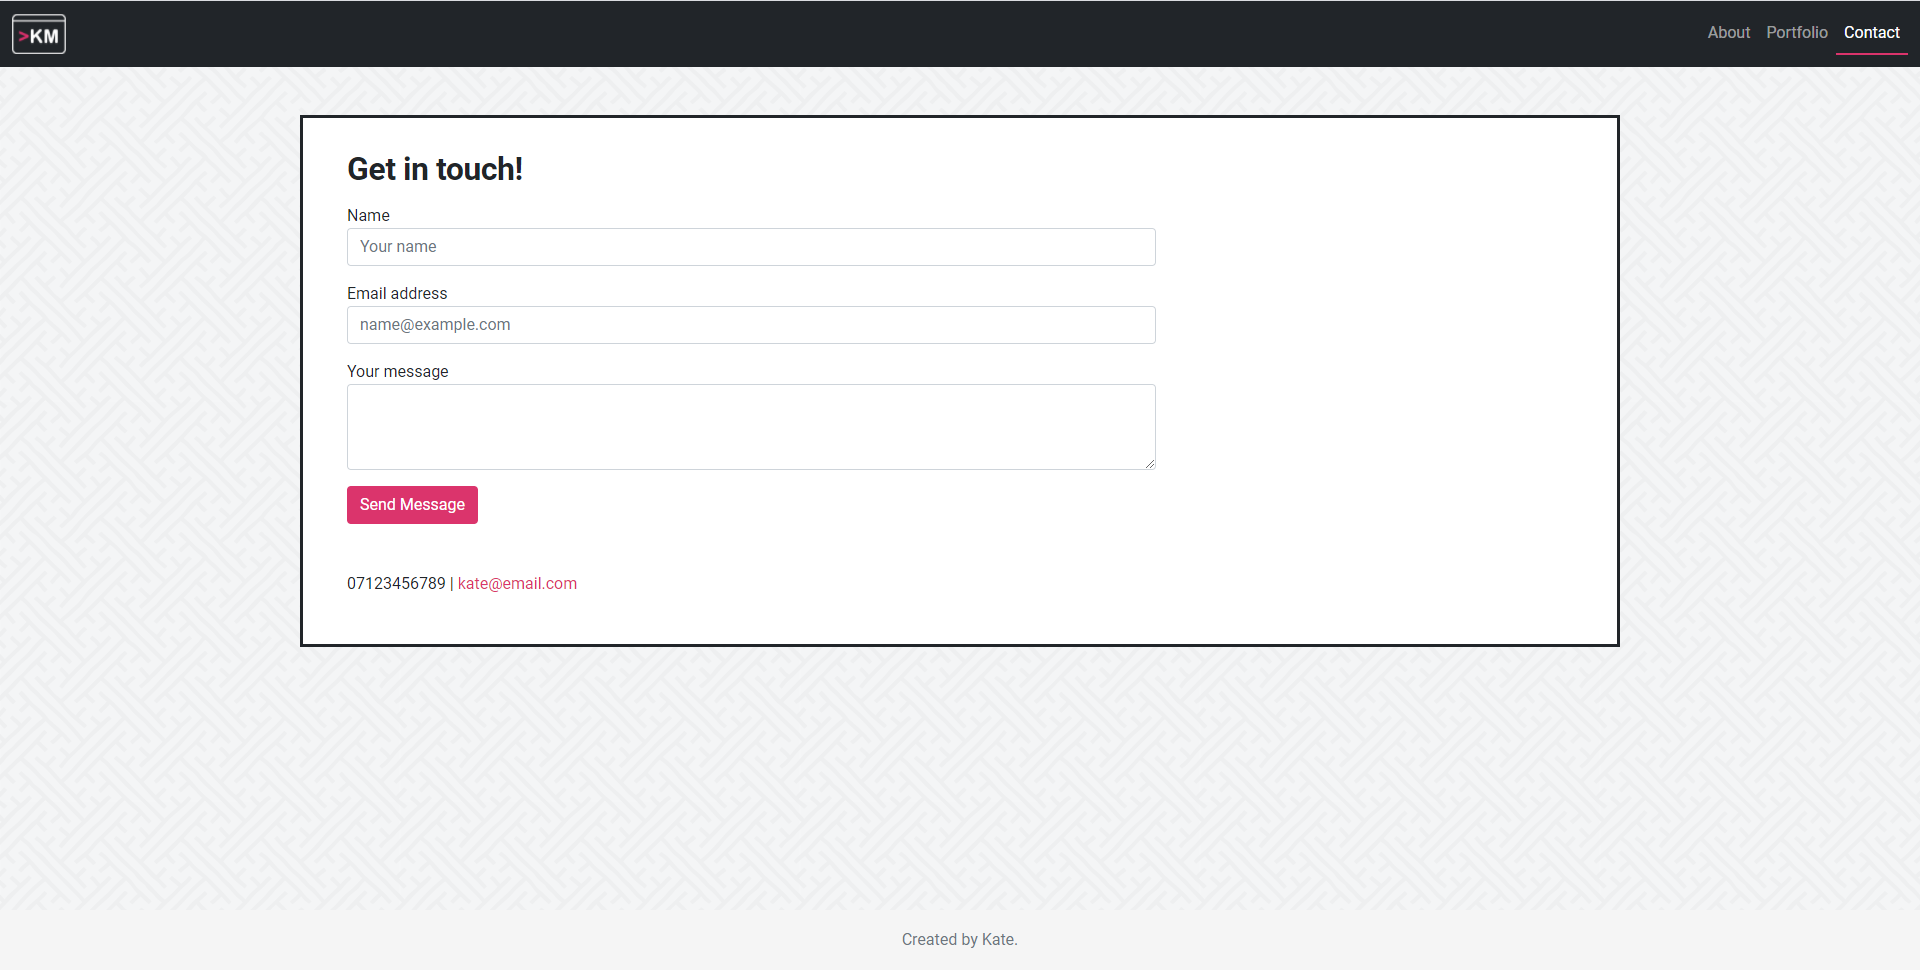 >KM
About Portfolio Contact
Get in touch!
Name
Your name
Email address
name@example.com
Your message
Send Message
07123456789 | kate@email.com
Created by Kate.